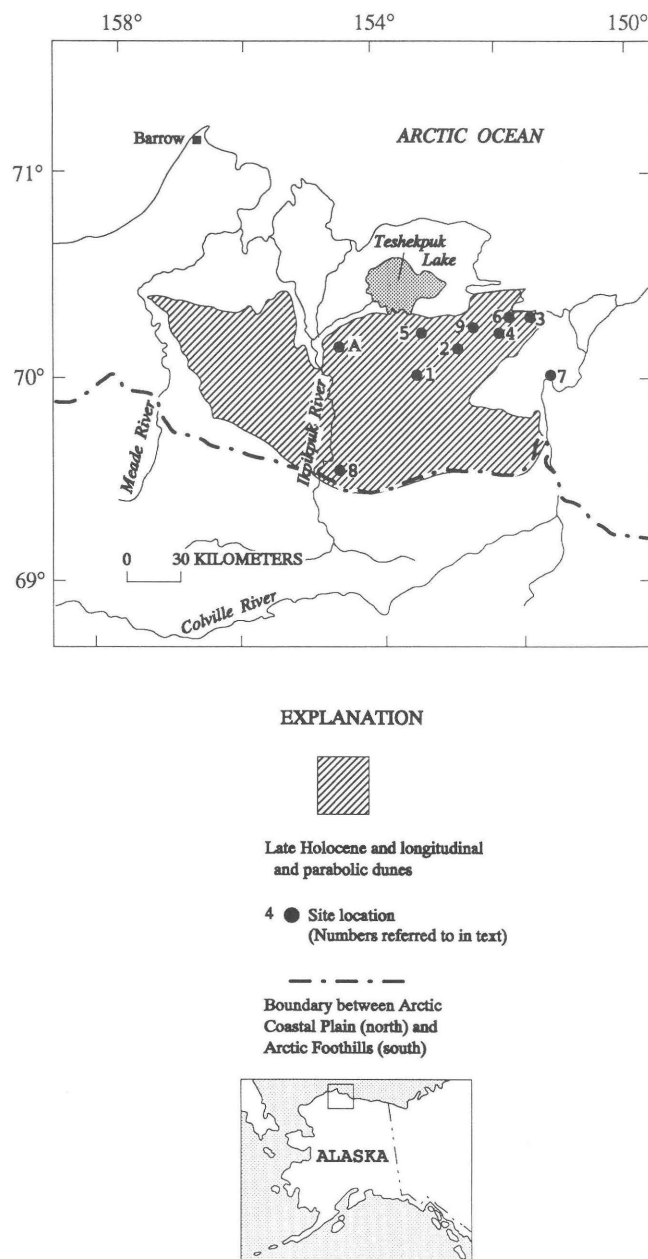 158°
154°
150°
Barrow
ARCTIC OCEAN
71°
Teshekpuk
Lake
6
3
5
9
4
A
2
70°
1
7
Meade River
Ikpikpuk River
8
0 30 KILOMETERS
69°
Colville River
EXPLANATION
Late Holocene and longitudinal
and parabolic dunes
4 Site location
(Numbers referred to in text)
Boundary between Arctic
Coastal Plain (north) and
Arctic Foothills (south)
ALASKA